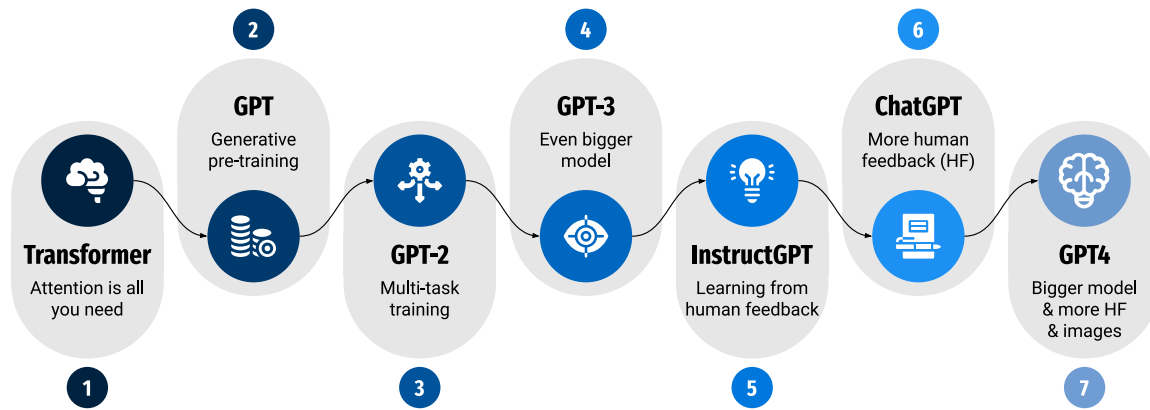 1
Transformer
Attention is all
you need
2
GPT
Generative
pre-training
3
GPT-2
Multi-task
training
4
GPT-3
Even bigger
model
5
InstructGPT
Learning from
human feedback
6
ChatGPT
More human
feedback (HF)
7
GPT4
Bigger model
& more HF
& images